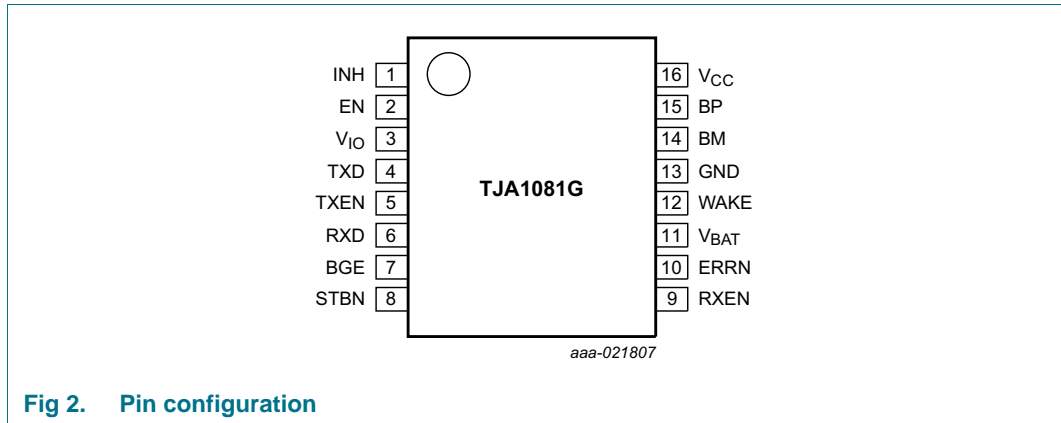 INH 1 16 VCC
EN 2 15 BP
VIO 3 14 BM
TXD 4 13 GND
TJA1081G
TXEN 5 12 WAKE
RXD 6 11 VBAT
BGE 7 10 ERRN
STBN 8 9 RXEN
aaa-021807
Fig 2. Pin configuration